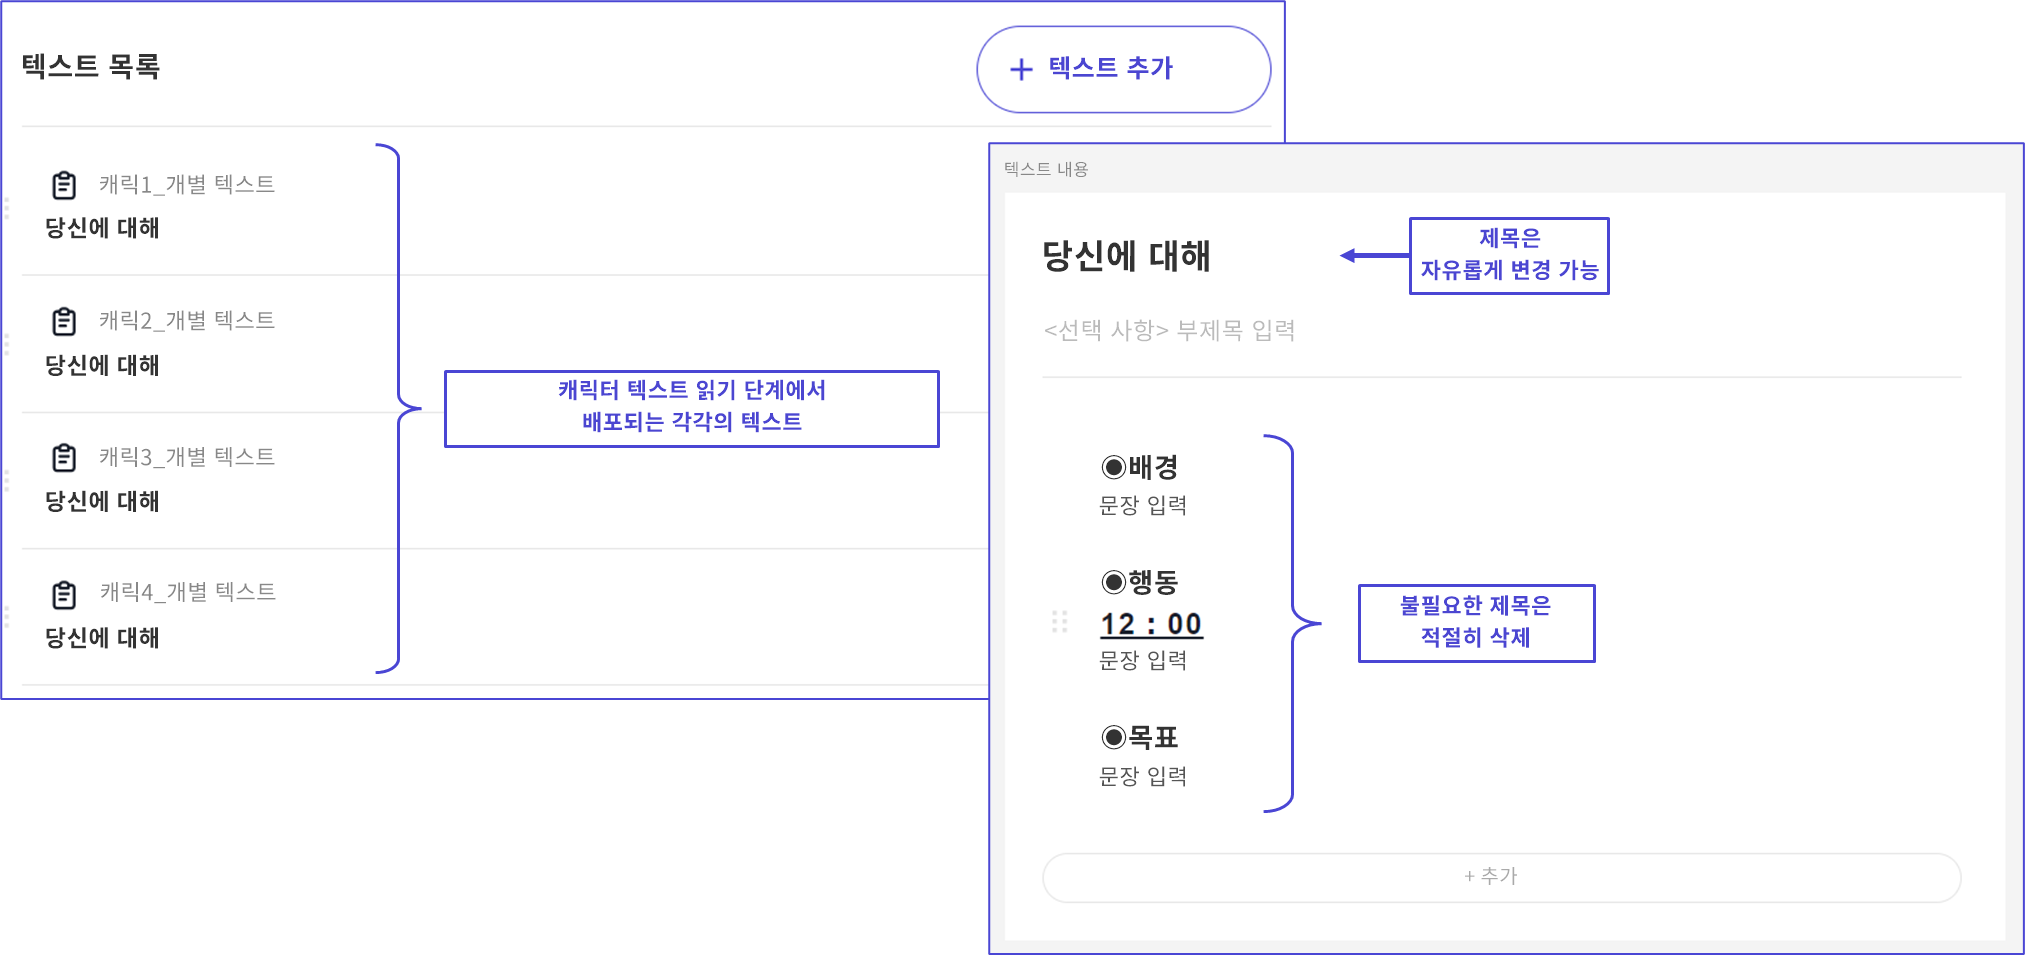 텍스트 목록
+ 텍스트 추가
캐릭1_개별 텍스트
당신에 대해
캐릭2_개별 텍스트
당신에 대해
캐릭3_개별 텍스트
당신에 대해
캐릭4_개별 텍스트
당신에 대해
캐릭터 텍스트 읽기 단계에서
배포되는 각각의 텍스트
텍스트 내용
당신에 대해
제목은
자유롭게 변경 가능
<선택 사항> 부제목 입력
◉배경
문장 입력
◉행동
12 : 00
문장 입력
◉목표
문장 입력
불필요한 제목은
적절히 삭제
+ 추가